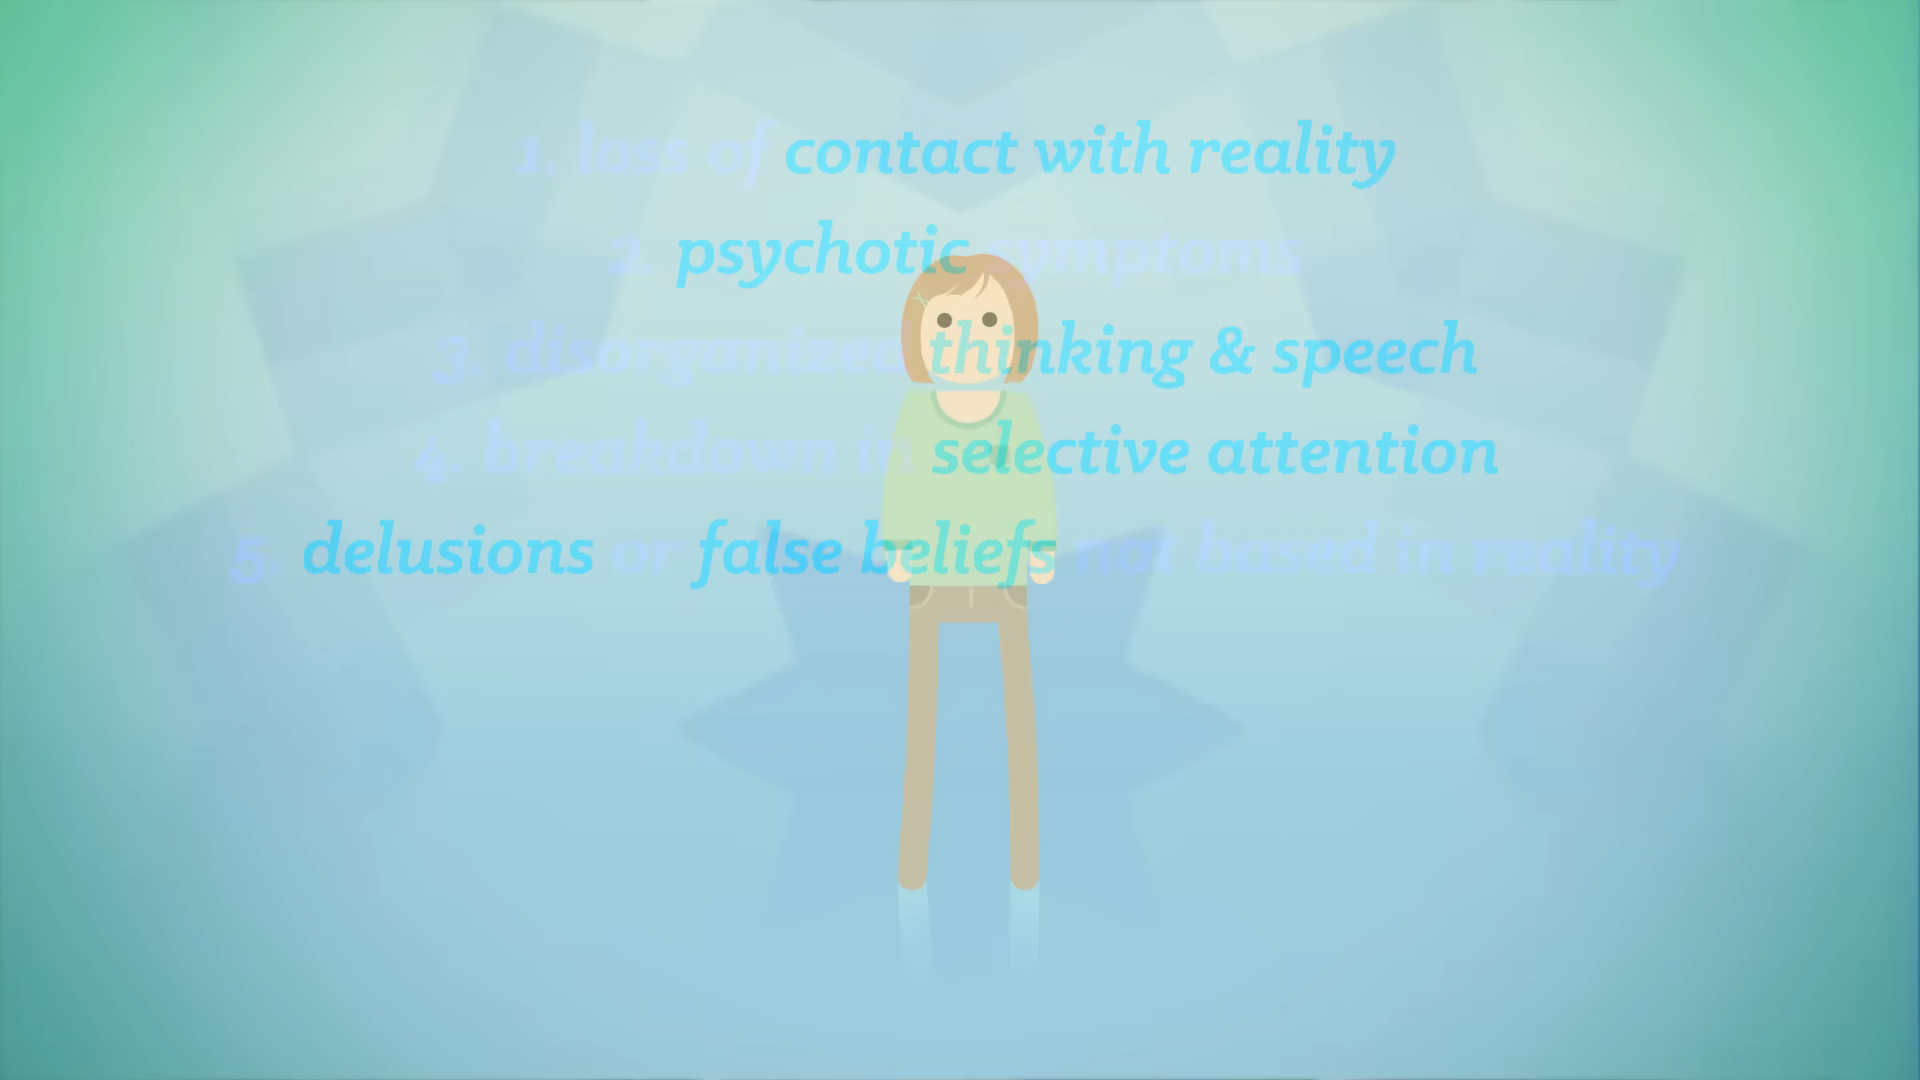 1. loss of contact with reality
2. psychotic symptoms
3. disorganized thinking & speech
4. breakdown in selective attention
5. delusions or false beliefs not based in reality